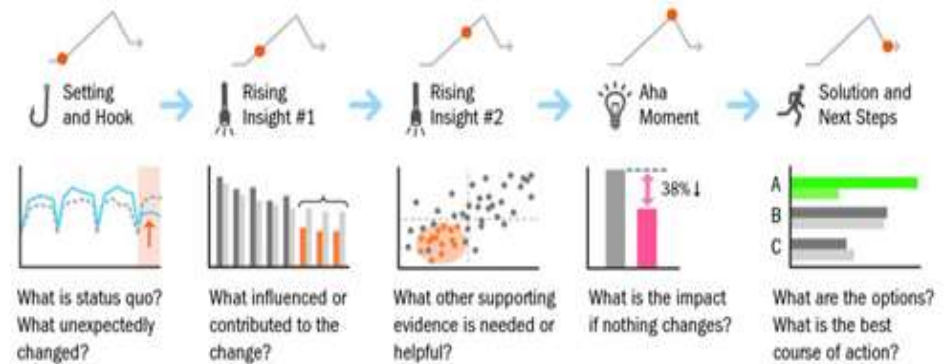 Setting
and Hook
Rising
Insight #1
Rising
Insight #2
Aha
Moment
Solution and
Next Steps
38%↓
A
B
C
What is status quo?
What unexpectedly
changed?
What influenced or
contributed to the
change?
What other supporting
evidence is needed or
helpful?
What is the impact
if nothing changes?
What are the options?
What is the best
course of action?